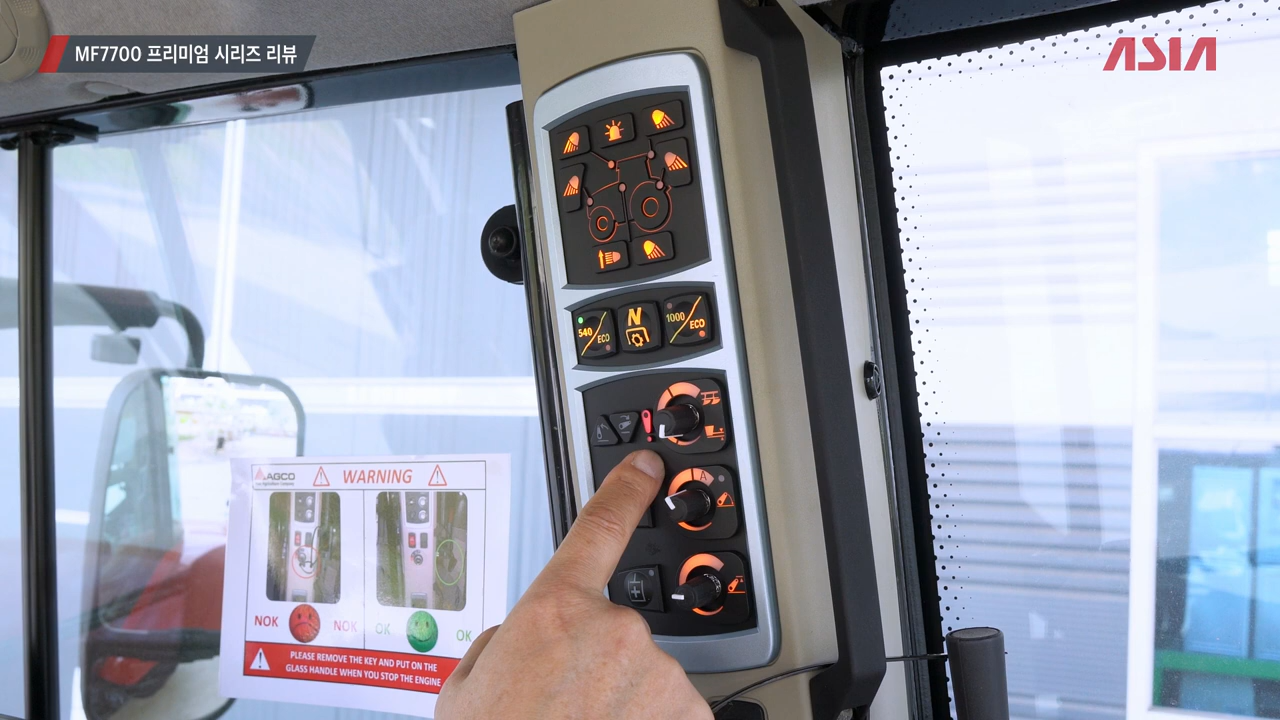 MF7700 프리미엄 시리즈 리뷰
ASIA
540
ECO
N
1000
ECO
A
AGCO
WARNING
NOK
NOK
OK
OK
PLEASE REMOVE THE KEY AND PUT ON THE
GLASS HANDLE WHEN YOU STOP THE ENGINE